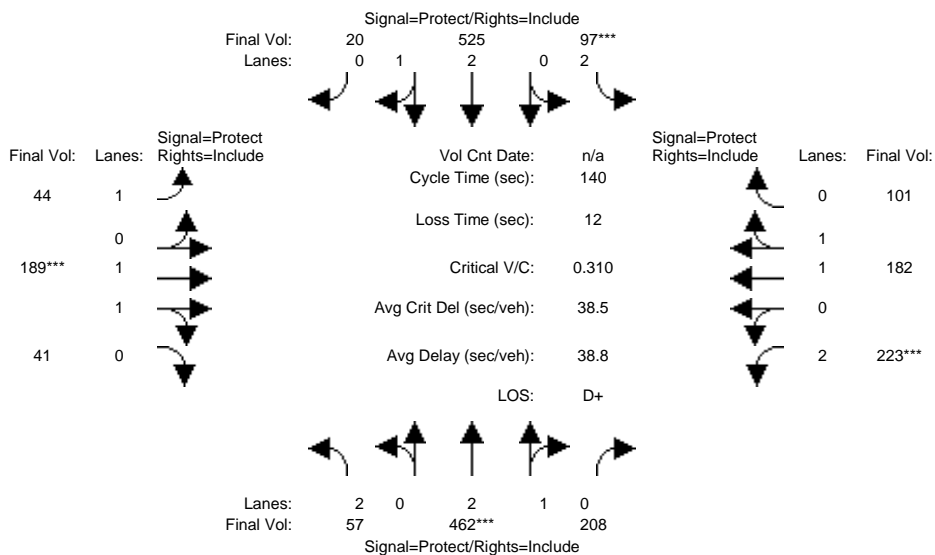 Signal=Protect/Rights=Include
Final Vol: 20 525 97***
Lanes: 0 1 2 0 2
Signal=Protect
Final Vol: Lanes: Rights=Include
Vol Cnt Date: n/a
Signal=Protect
Rights=Include Lanes: Final Vol:
Cycle Time (sec): 140
44 1
0 101
Loss Time (sec): 12
0
1
189*** 1
Critical V/C: 0.310
1 182
1
Avg Crit Del (sec/veh): 38.5
0
41 0
Avg Delay (sec/veh): 38.8
2 223***
LOS: D+
Lanes: 2 0 2 1 0
Final Vol: 57 462*** 208
Signal=Protect/Rights=Include